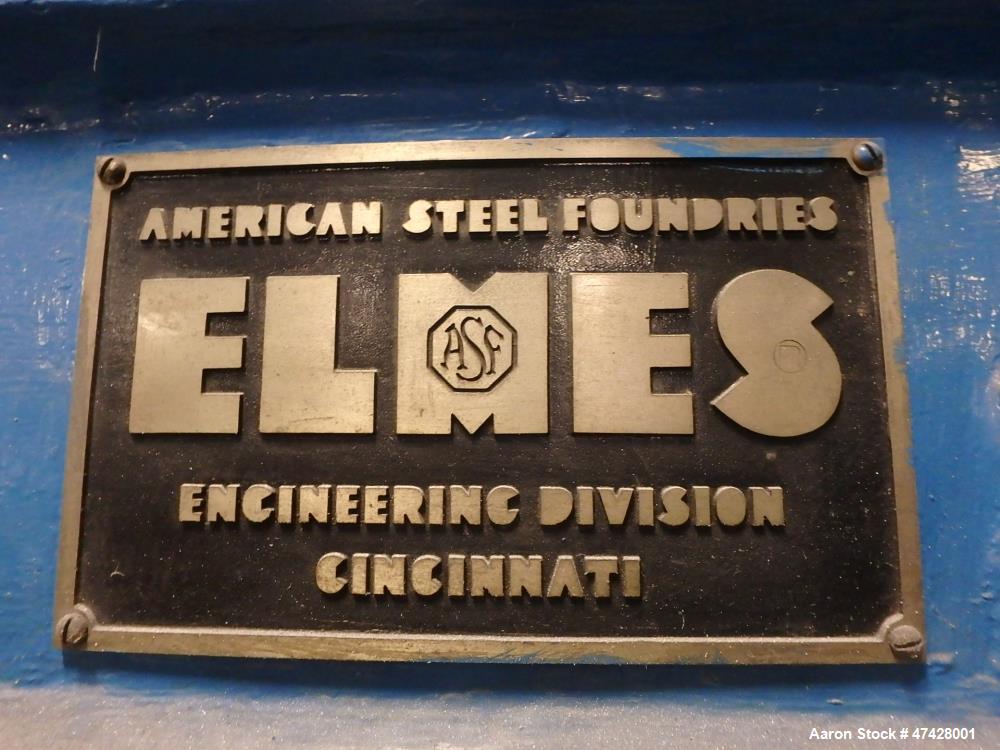 AMERICAN STEEL FOUNDRIES
ELMES
ASF
ENGINEERING DIVISION
CINCINNATI
Aaron Stock # 47428001